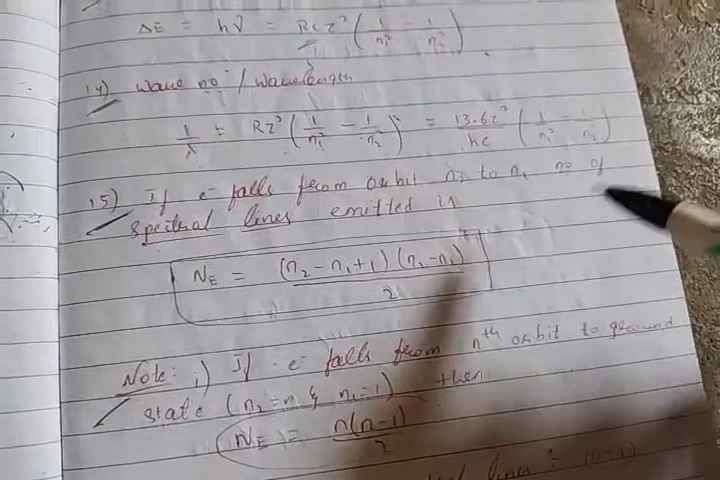 ΔE = hν = Rcz² (1/n₁² - 1/n₂²)
14) Wave no / Wavelength
1/λ = Rz² (1/n₁² - 1/n₂²) = 13.6z²/hc (1/n₁² - 1/n₂²)
15) If e⁻ falls from orbit n₂ to n₁ no of
spectral lines emitted is
N_E = (n₂-n₁+1)(n₂-n₁)/2
Note: i) If e⁻ falls from nth orbit to ground
state (n₂=n & n₁=1) then
N_E = n(n-1)/2
lines = (n-1)